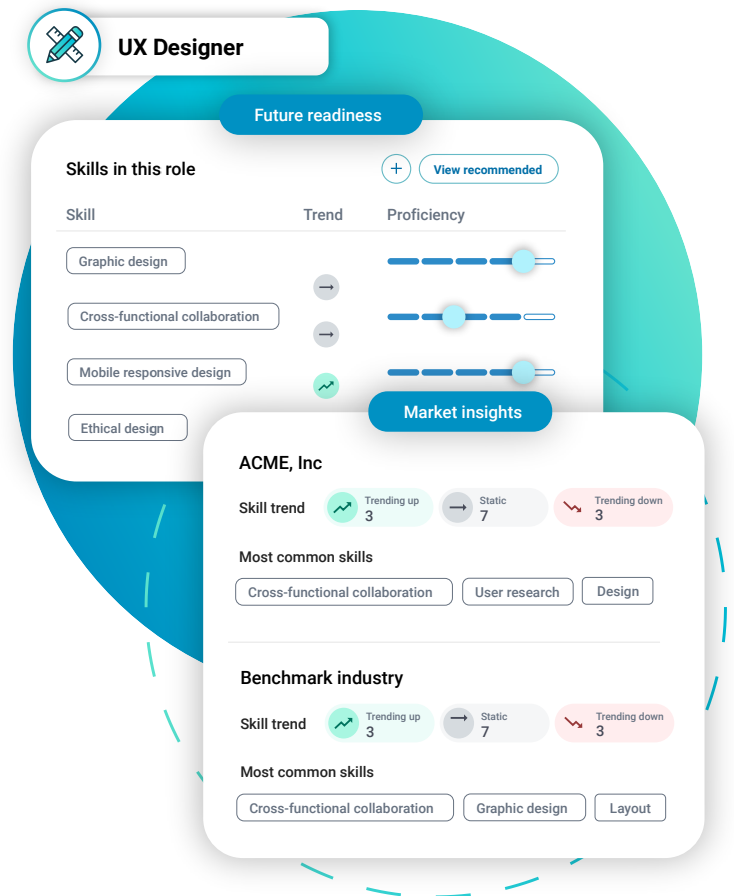 UX Designer
Future readiness
Skills in this role
View recommended
Skill Trend Proficiency
Graphic design
Cross-functional collaboration
Mobile responsive design
Ethical design
Market insights
ACME, Inc
Skill trend
Trending up
3
Static
7
Trending down
3
Most common skills
Cross-functional collaboration User research Design
Benchmark industry
Skill trend
Trending up
3
Static
7
Trending down
3
Most common skills
Cross-functional collaboration Graphic design Layout